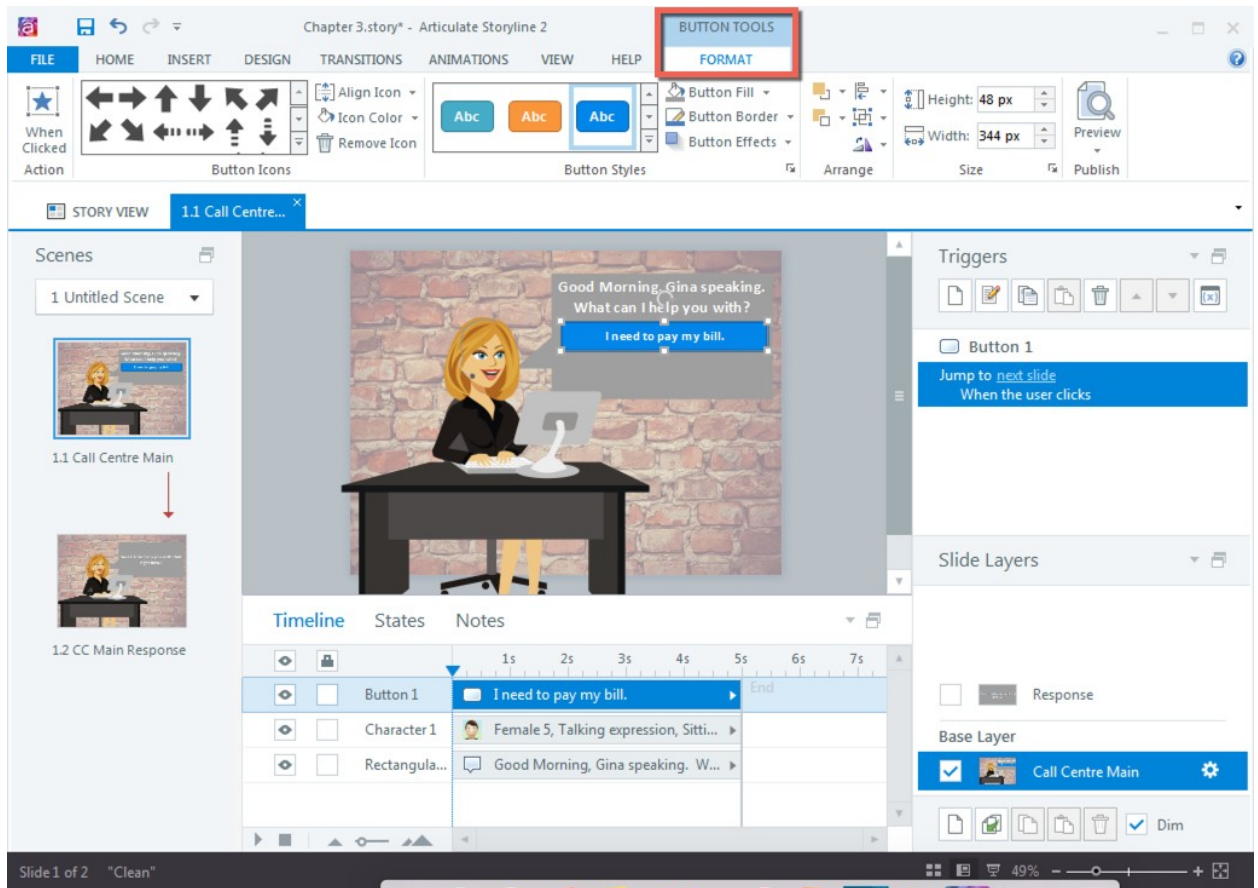 Chapter 3.story* - Articulate Storyline 2
BUTTON TOOLS
FILE HOME INSERT DESIGN TRANSITIONS ANIMATIONS VIEW HELP FORMAT
When
Clicked
Action
Align Icon
Icon Color
Remove Icon
Button Icons
Abc Abc Abc
Button Fill
Button Border
Button Effects
Button Styles
Arrange
Height: 48 px
Width: 344 px
Size
Preview
Publish
STORY VIEW 1.1 Call Centre...
Scenes
1 Untitled Scene
1.1 Call Centre Main
1.2 CC Main Response
Good Morning, Gina speaking.
What can I help you with?
I need to pay my bill.
Timeline States Notes
1s 2s 3s 4s 5s 6s 7s
Button 1 I need to pay my bill. End
Character 1 Female 5, Talking expression, Sitti...
Rectangula... Good Morning, Gina speaking. W...
Triggers
(x)
Button 1
Jump to next slide
When the user clicks
Slide Layers
Response
Base Layer
Call Centre Main
Dim
Slide 1 of 2 "Clean" 49%